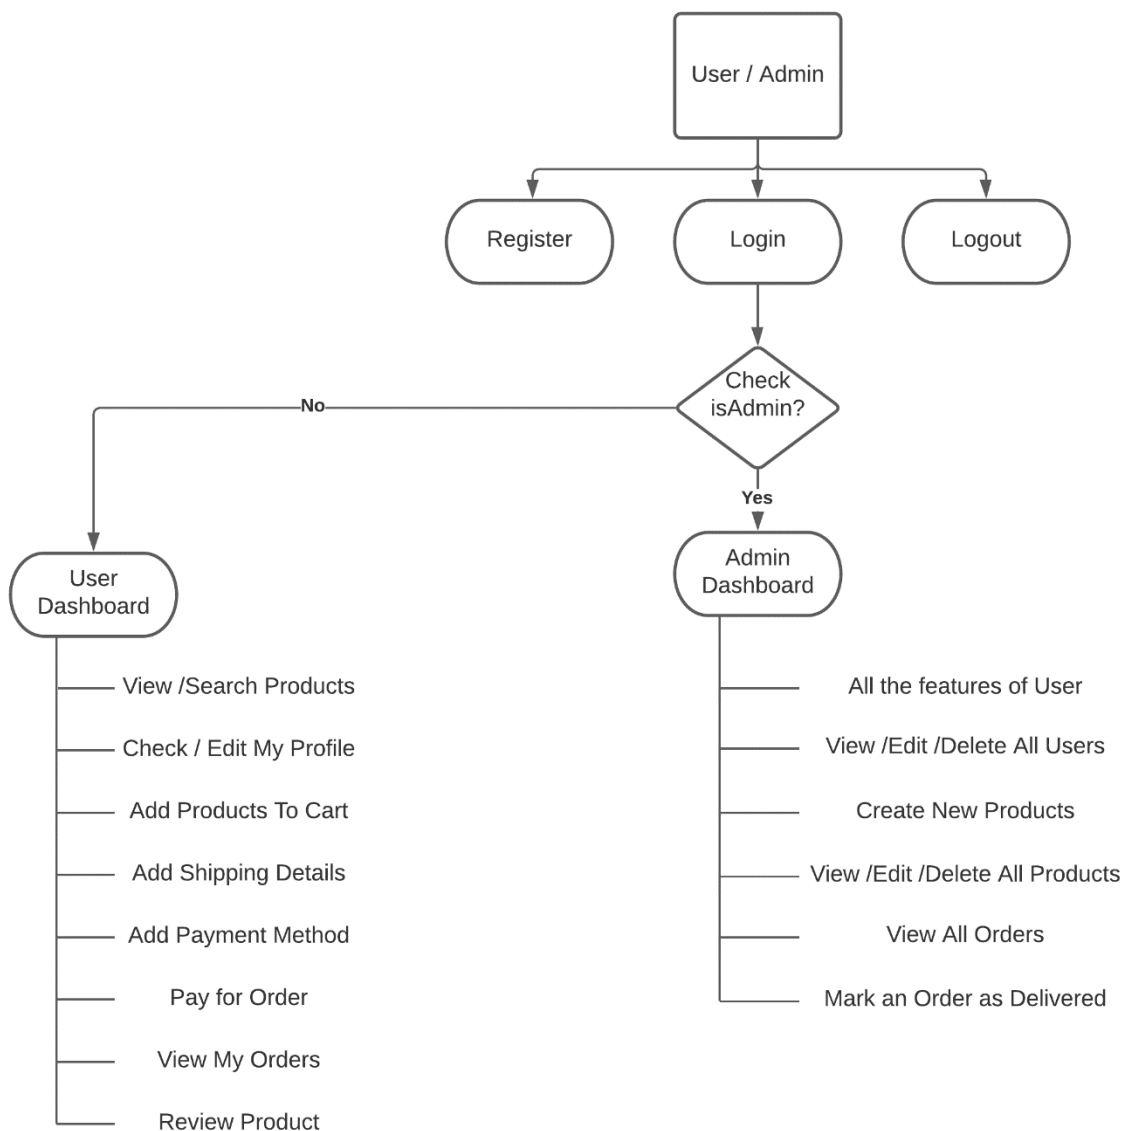 User / Admin
Register
Login
Logout
Check
isAdmin?
No
Yes
User
Dashboard
Admin
Dashboard
View /Search Products
Check / Edit My Profile
Add Products To Cart
Add Shipping Details
Add Payment Method
Pay for Order
View My Orders
Review Product
All the features of User
View /Edit /Delete All Users
Create New Products
View /Edit /Delete All Products
View All Orders
Mark an Order as Delivered